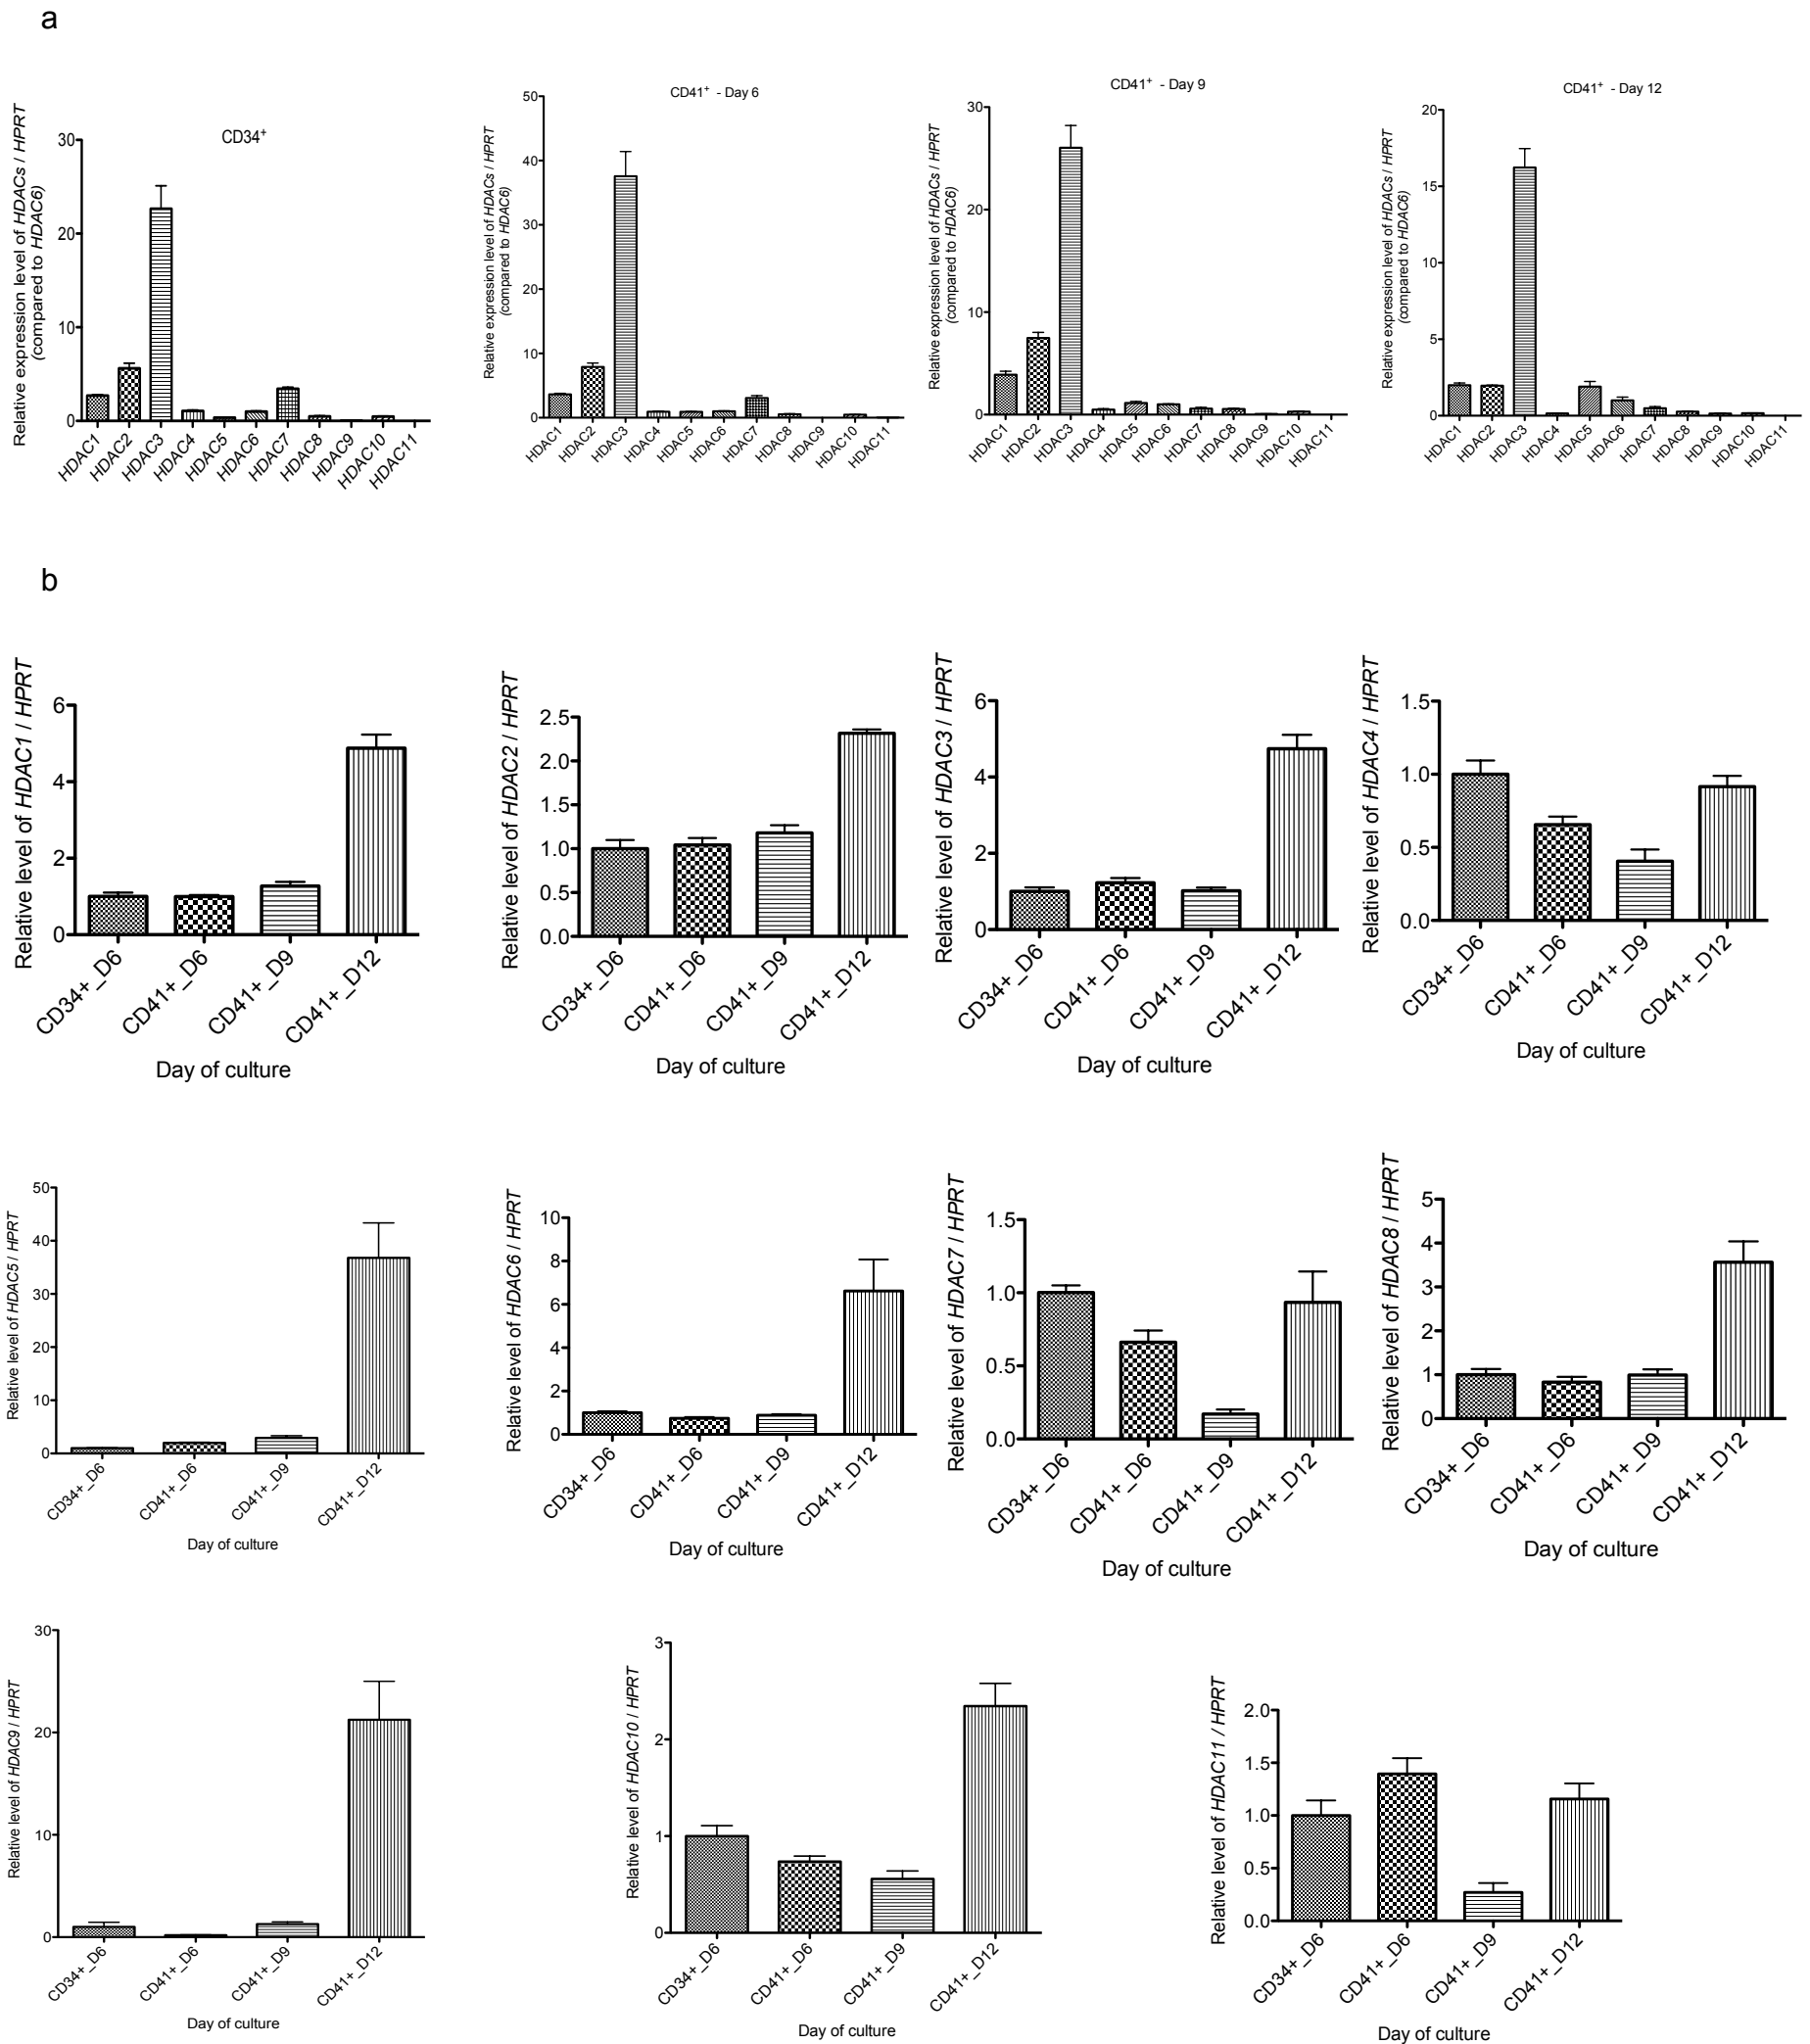 a
CD34+
Relative expression level of HDACs / HPRT
(compared to HDAC6)
30
20
10
0
HDAC1
HDAC2
HDAC3
HDAC4
HDAC5
HDAC6
HDAC7
HDAC8
HDAC9
HDAC10
HDAC11
CD41+ - Day 6
Relative expression level of HDACs / HPRT
(compared to HDAC6)
50
40
30
20
10
0
HDAC1
HDAC2
HDAC3
HDAC4
HDAC5
HDAC6
HDAC7
HDAC8
HDAC9
HDAC10
HDAC11
CD41+ - Day 9
Relative expression level of HDACs / HPRT
(compared to HDAC6)
30
20
10
0
HDAC1
HDAC2
HDAC3
HDAC4
HDAC5
HDAC6
HDAC7
HDAC8
HDAC9
HDAC10
HDAC11
CD41+ - Day 12
Relative expression level of HDACs / HPRT
(compared to HDAC6)
20
15
10
5
0
HDAC1
HDAC2
HDAC3
HDAC4
HDAC5
HDAC6
HDAC7
HDAC8
HDAC9
HDAC10
HDAC11
b
Relative level of HDAC1 / HPRT
6
4
2
0
CD34+_D6
CD41+_D6
CD41+_D9
CD41+_D12
Day of culture
Relative level of HDAC2 / HPRT
2.5
2.0
1.5
1.0
0.5
0.0
CD34+_D6
CD41+_D6
CD41+_D9
CD41+_D12
Day of culture
Relative level of HDAC3 / HPRT
6
4
2
0
CD34+_D6
CD41+_D6
CD41+_D9
CD41+_D12
Day of culture
Relative level of HDAC4 / HPRT
1.5
1.0
0.5
0.0
CD34+_D6
CD41+_D6
CD41+_D9
CD41+_D12
Day of culture
Relative level of HDAC5 / HPRT
50
40
30
20
10
0
CD34+_D6
CD41+_D6
CD41+_D9
CD41+_D12
Day of culture
Relative level of HDAC6 / HPRT
10
8
6
4
2
0
CD34+_D6
CD41+_D6
CD41+_D9
CD41+_D12
Day of culture
Relative level of HDAC7 / HPRT
1.5
1.0
0.5
0.0
CD34+_D6
CD41+_D6
CD41+_D9
CD41+_D12
Day of culture
Relative level of HDAC8 / HPRT
5
4
3
2
1
0
CD34+_D6
CD41+_D6
CD41+_D9
CD41+_D12
Day of culture
Relative level of HDAC9 / HPRT
30
20
10
0
CD34+_D6
CD41+_D6
CD41+_D9
CD41+_D12
Day of culture
Relative level of HDAC10 / HPRT
3
2
1
0
CD34+_D6
CD41+_D6
CD41+_D9
CD41+_D12
Day of culture
Relative level of HDAC11 / HPRT
2.0
1.5
1.0
0.5
0.0
CD34+_D6
CD41+_D6
CD41+_D9
CD41+_D12
Day of culture